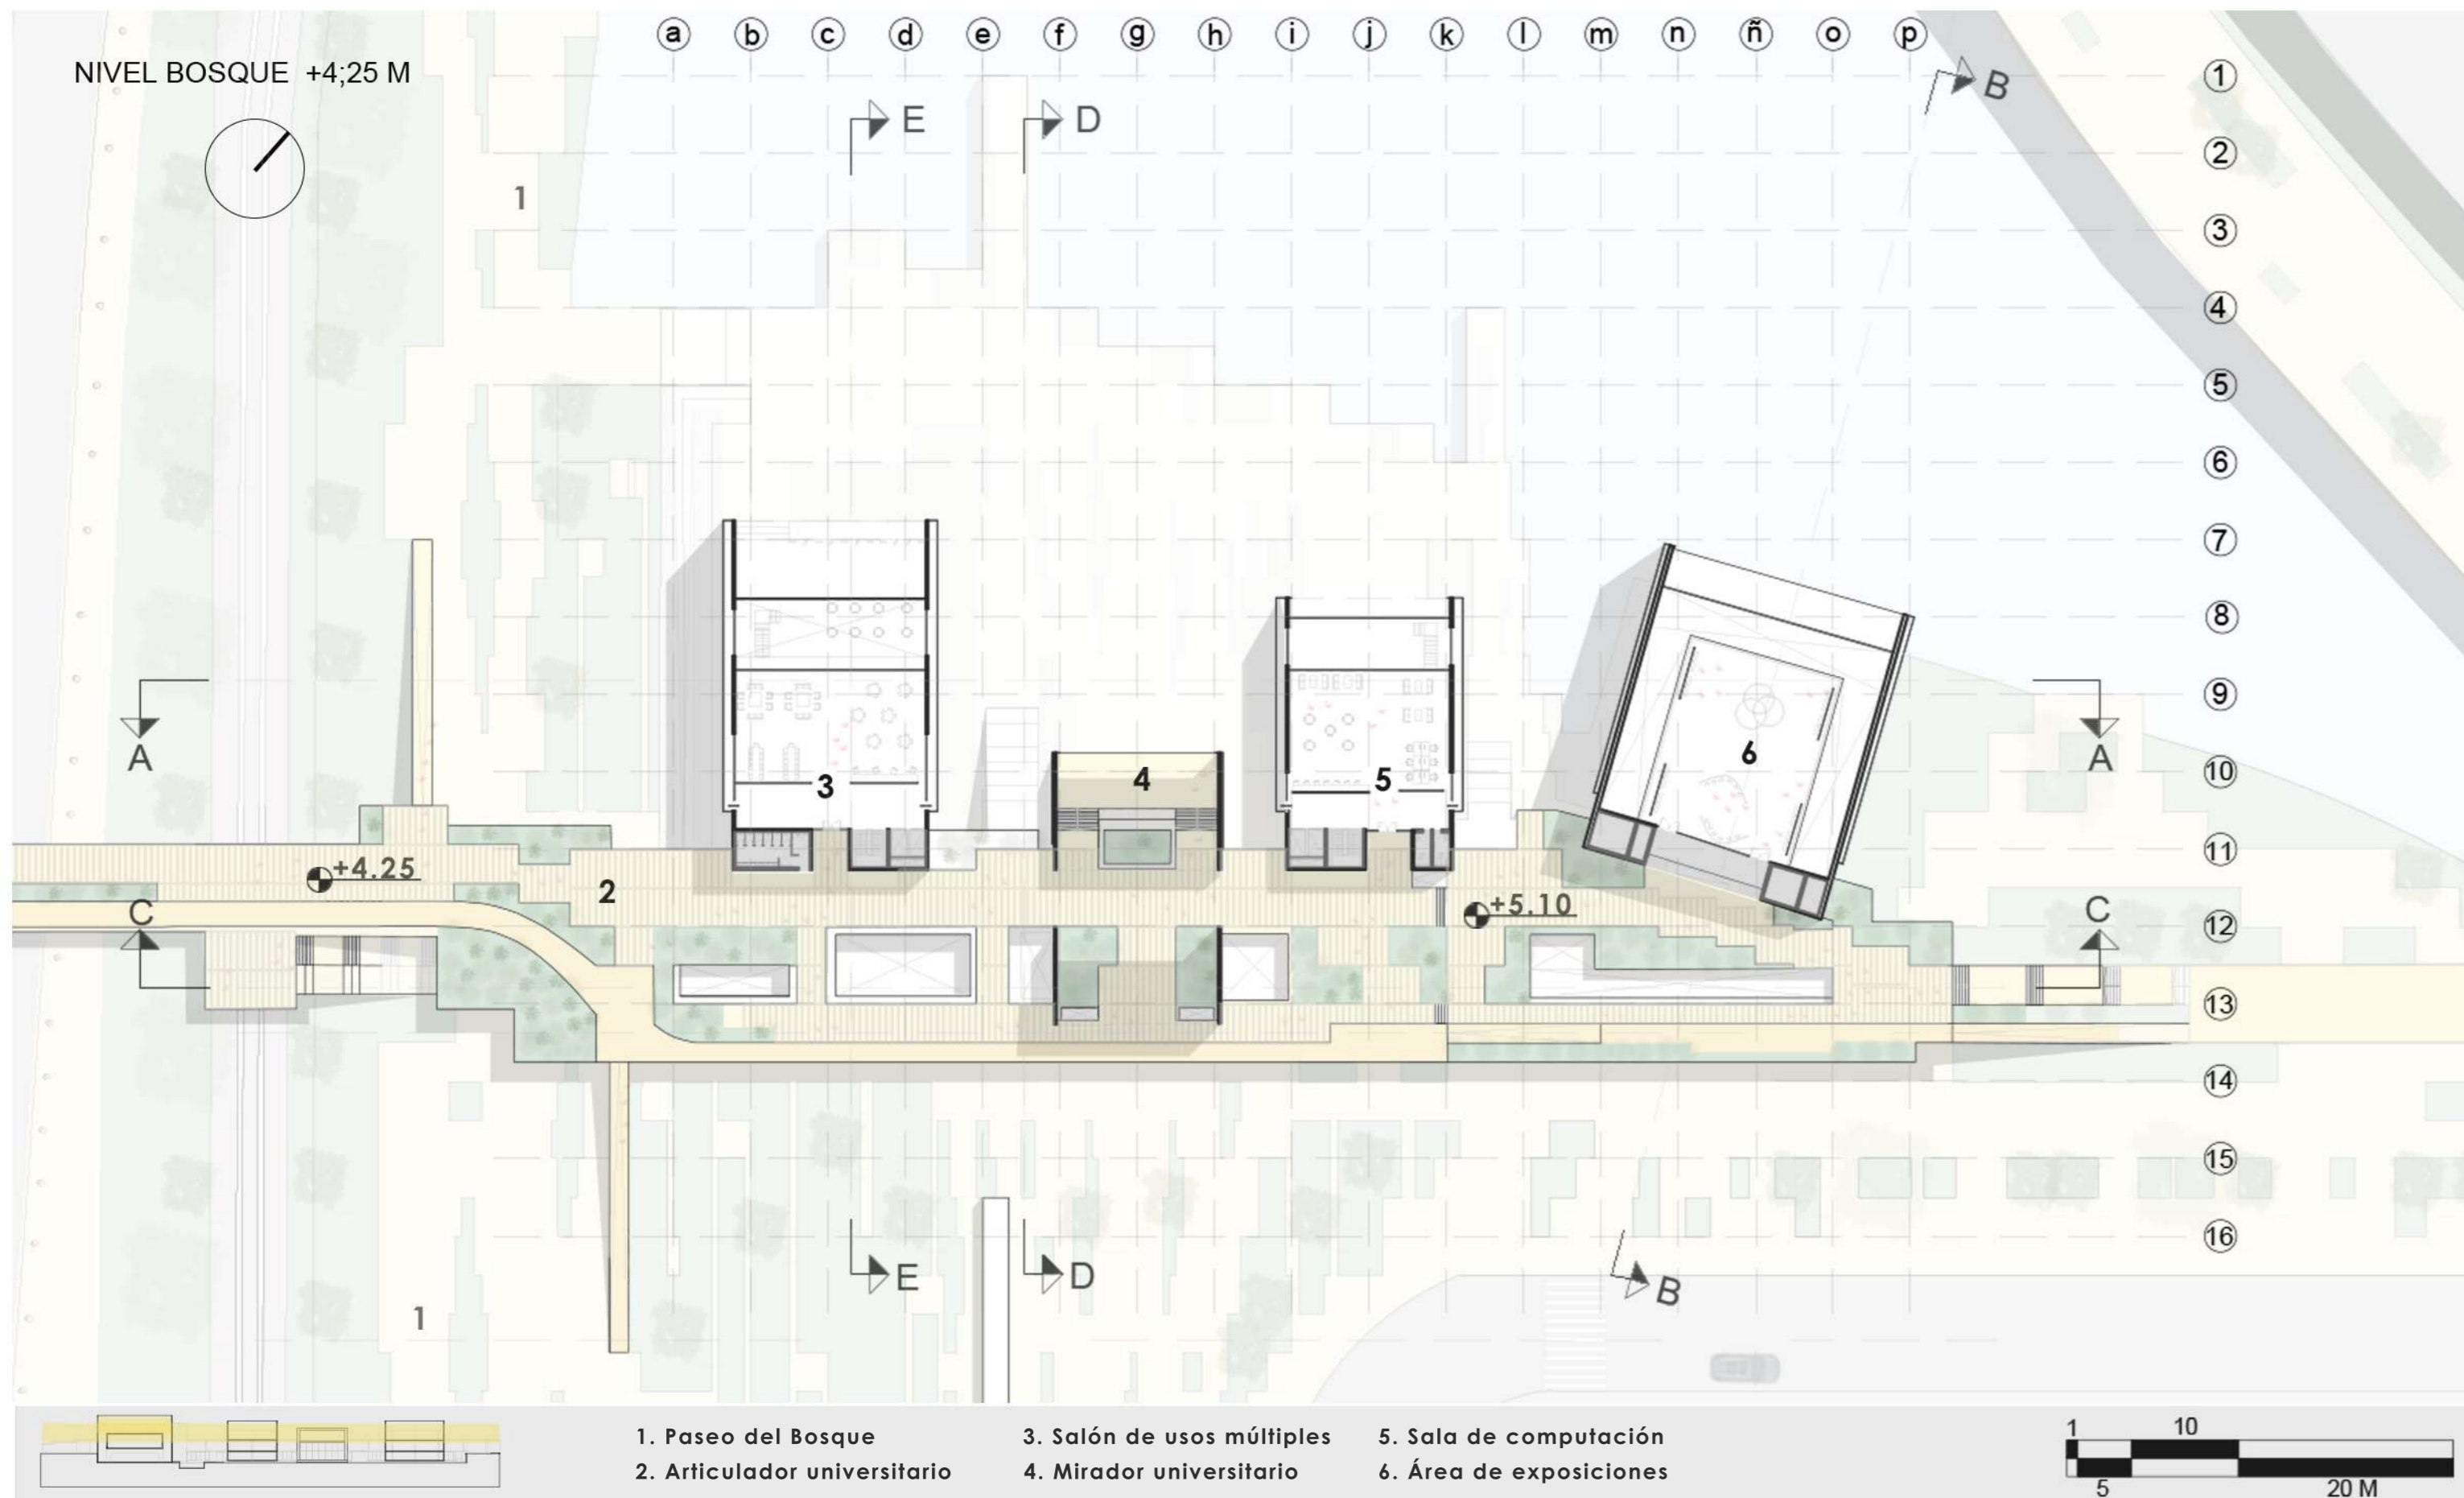 a b c d e f g h i j k l m n ñ o p
NIVEL BOSQUE +4;25 M
1
B
E D
2
1
3
4
5
6
7
8
9
A
6
A
3 4 5
10
11
+4.25
2
+5.10
C
C
12
13
14
15
16
E D
B
1
1. Paseo del Bosque
2. Articulador universitario
3. Salón de usos múltiples
4. Mirador universitario
5. Sala de computación
6. Área de exposiciones
1 10
5 20 M